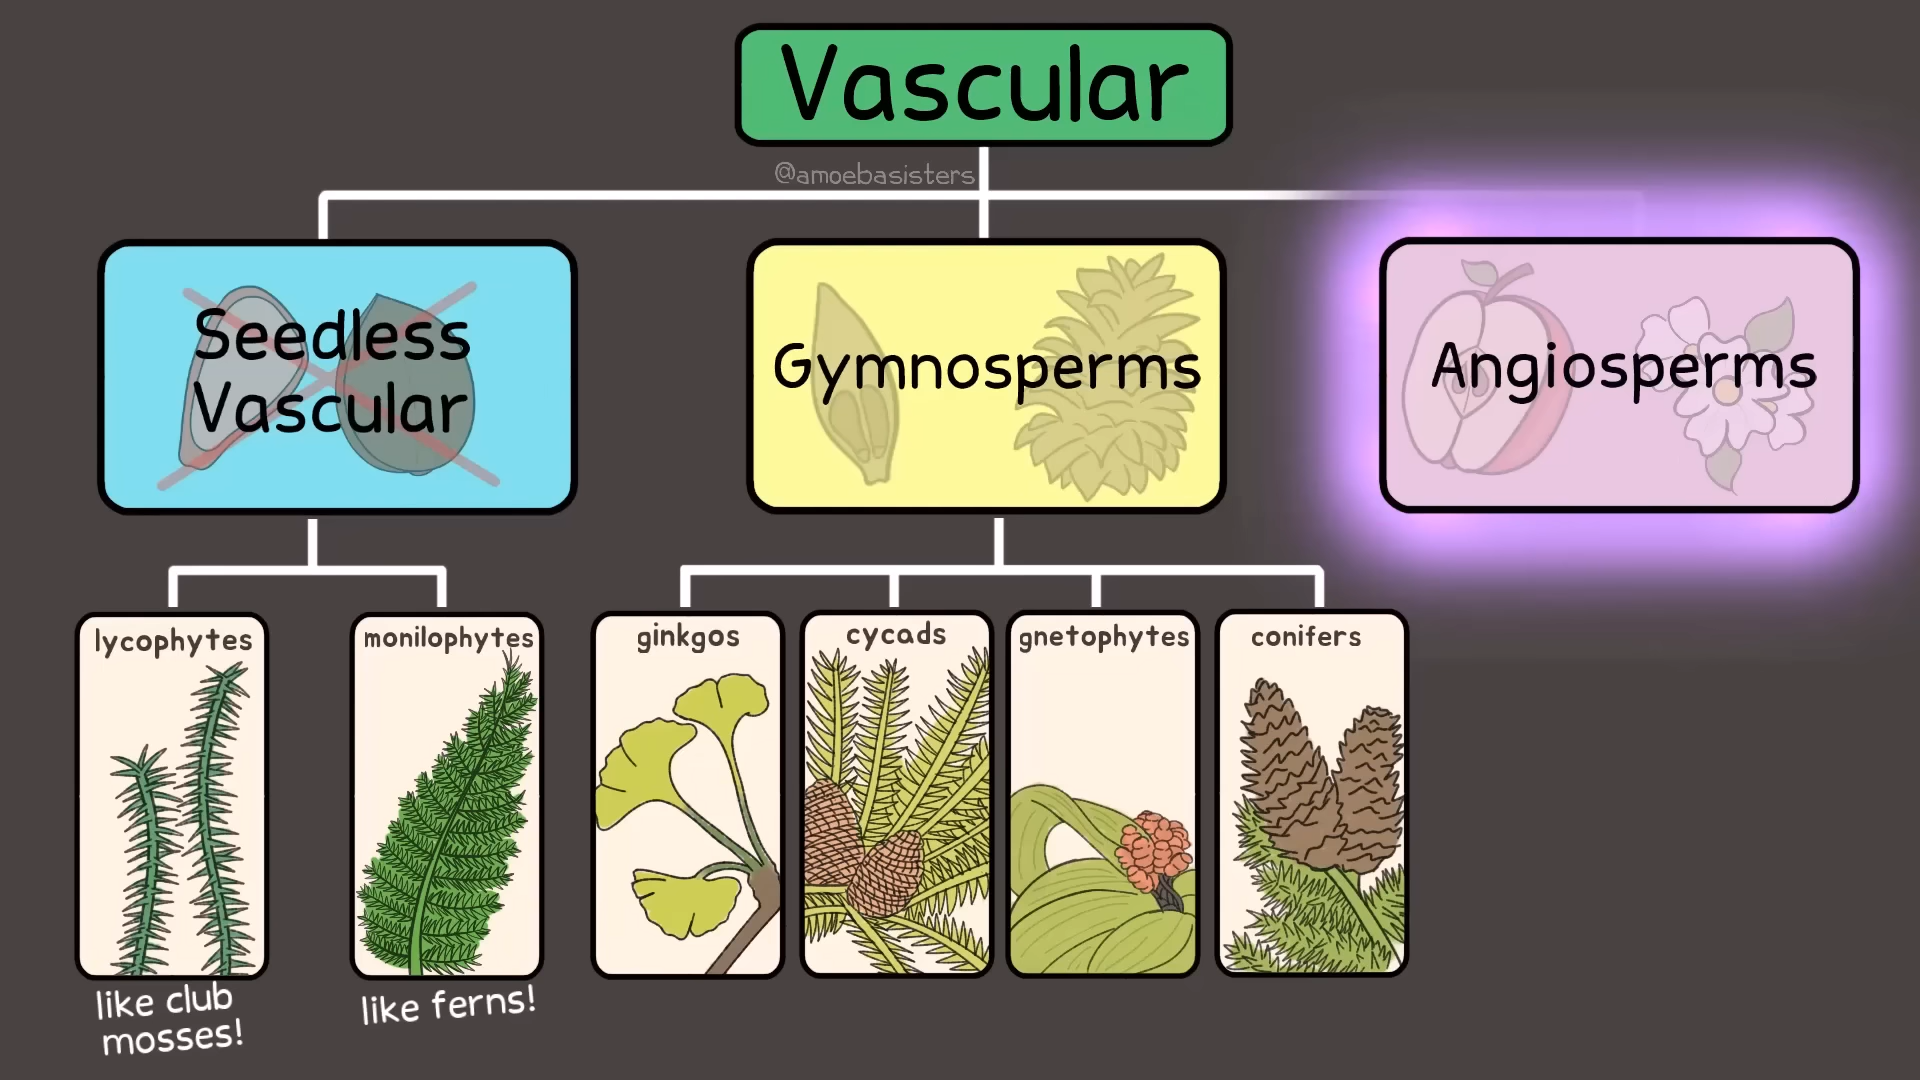 Vascular
@amoebasisters
Seedless
Vascular
Gymnosperms
Angiosperms
lycophytes
monilophytes
ginkgos
cycads
gnetophytes
conifers
like club
mosses!
like ferns!